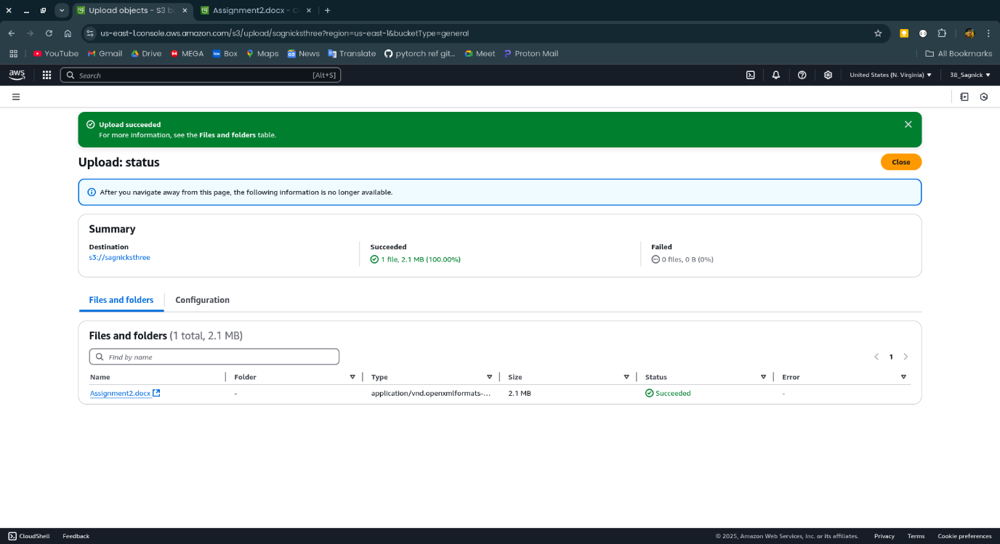 Upload objects - S3 b
Assignment2.docx - O
us-east-1.console.aws.amazon.com/s3/upload/sagnicksthree?region=us-east-1&bucketType=general
YouTube Gmail Drive MEGA Box Maps News Translate pytorch ref git... Meet Proton Mail All Bookmarks
aws Search [Alt+S] United States (N. Virginia) 38_Sagnick
Upload succeeded
For more information, see the Files and folders table.
Upload: status Close
After you navigate away from this page, the following information is no longer available.
Summary
Destination Succeeded Failed
s3://sagnicksthree 1 file, 2.1 MB (100.00%) 0 files, 0 B (0%)
Files and folders Configuration
Files and folders (1 total, 2.1 MB)
Find by name 1
Name Folder Type Size Status Error
Assignment2.docx - application/vnd.openxmlformats-... 2.1 MB Succeeded -
CloudShell Feedback © 2025, Amazon Web Services, Inc. or its affiliates. Privacy Terms Cookie preferences